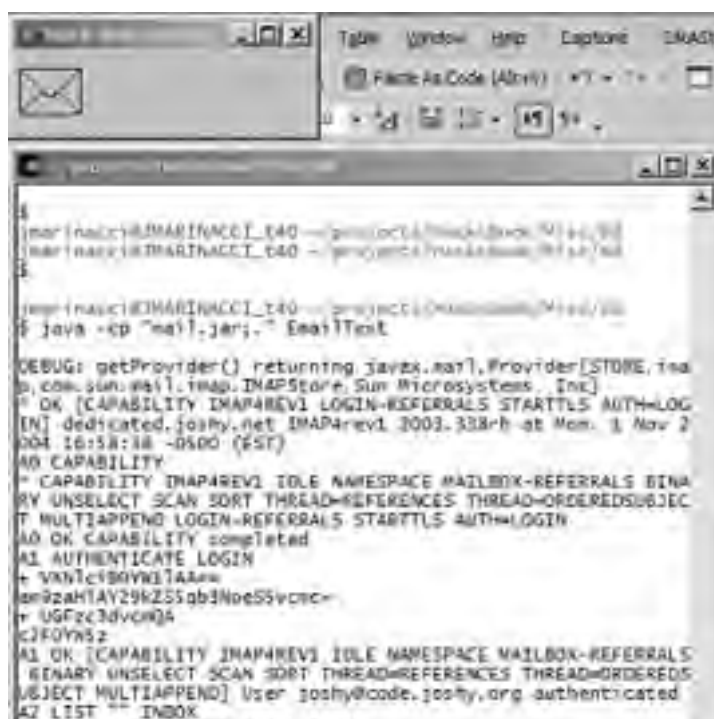 Table Window Help Captions
Paste As Code (Alt+V)
$
jmarinacci@JMARINACCI_t40
jmarinacci@JMARINACCI_t40
$
jmarinacci@JMARINACCI_t40
$ java -cp "mail.jar;." EmailTest
DEBUG: getProvider() returning javax.mail.Provider[STORE,ima
p,com.sun.mail.imap.IMAPStore,Sun Microsystems, Inc]
* OK [CAPABILITY IMAP4REV1 LOGIN-REFERRALS STARTTLS AUTH=LOG
IN] dedicated.joshy.net IMAP4rev1 2003.338rh at Mon, 1 Nov 2
004 16:58:38 -0500 (EST)
A0 CAPABILITY
* CAPABILITY IMAP4REV1 IDLE NAMESPACE MAILBOX-REFERRALS BINA
RY UNSELECT SCAN SORT THREAD=REFERENCES THREAD=ORDEREDSUBJEC
T MULTIAPPEND LOGIN-REFERRALS STARTTLS AUTH=LOGIN
A0 OK CAPABILITY completed
A1 AUTHENTICATE LOGIN
A1 OK [CAPABILITY IMAP4REV1 IDLE NAMESPACE MAILBOX-REFERRALS
BINARY UNSELECT SCAN SORT THREAD=REFERENCES THREAD=ORDEREDS
UBJECT MULTIAPPEND] User joshy@code.joshy.org authenticated
A2 LIST "" INBOX